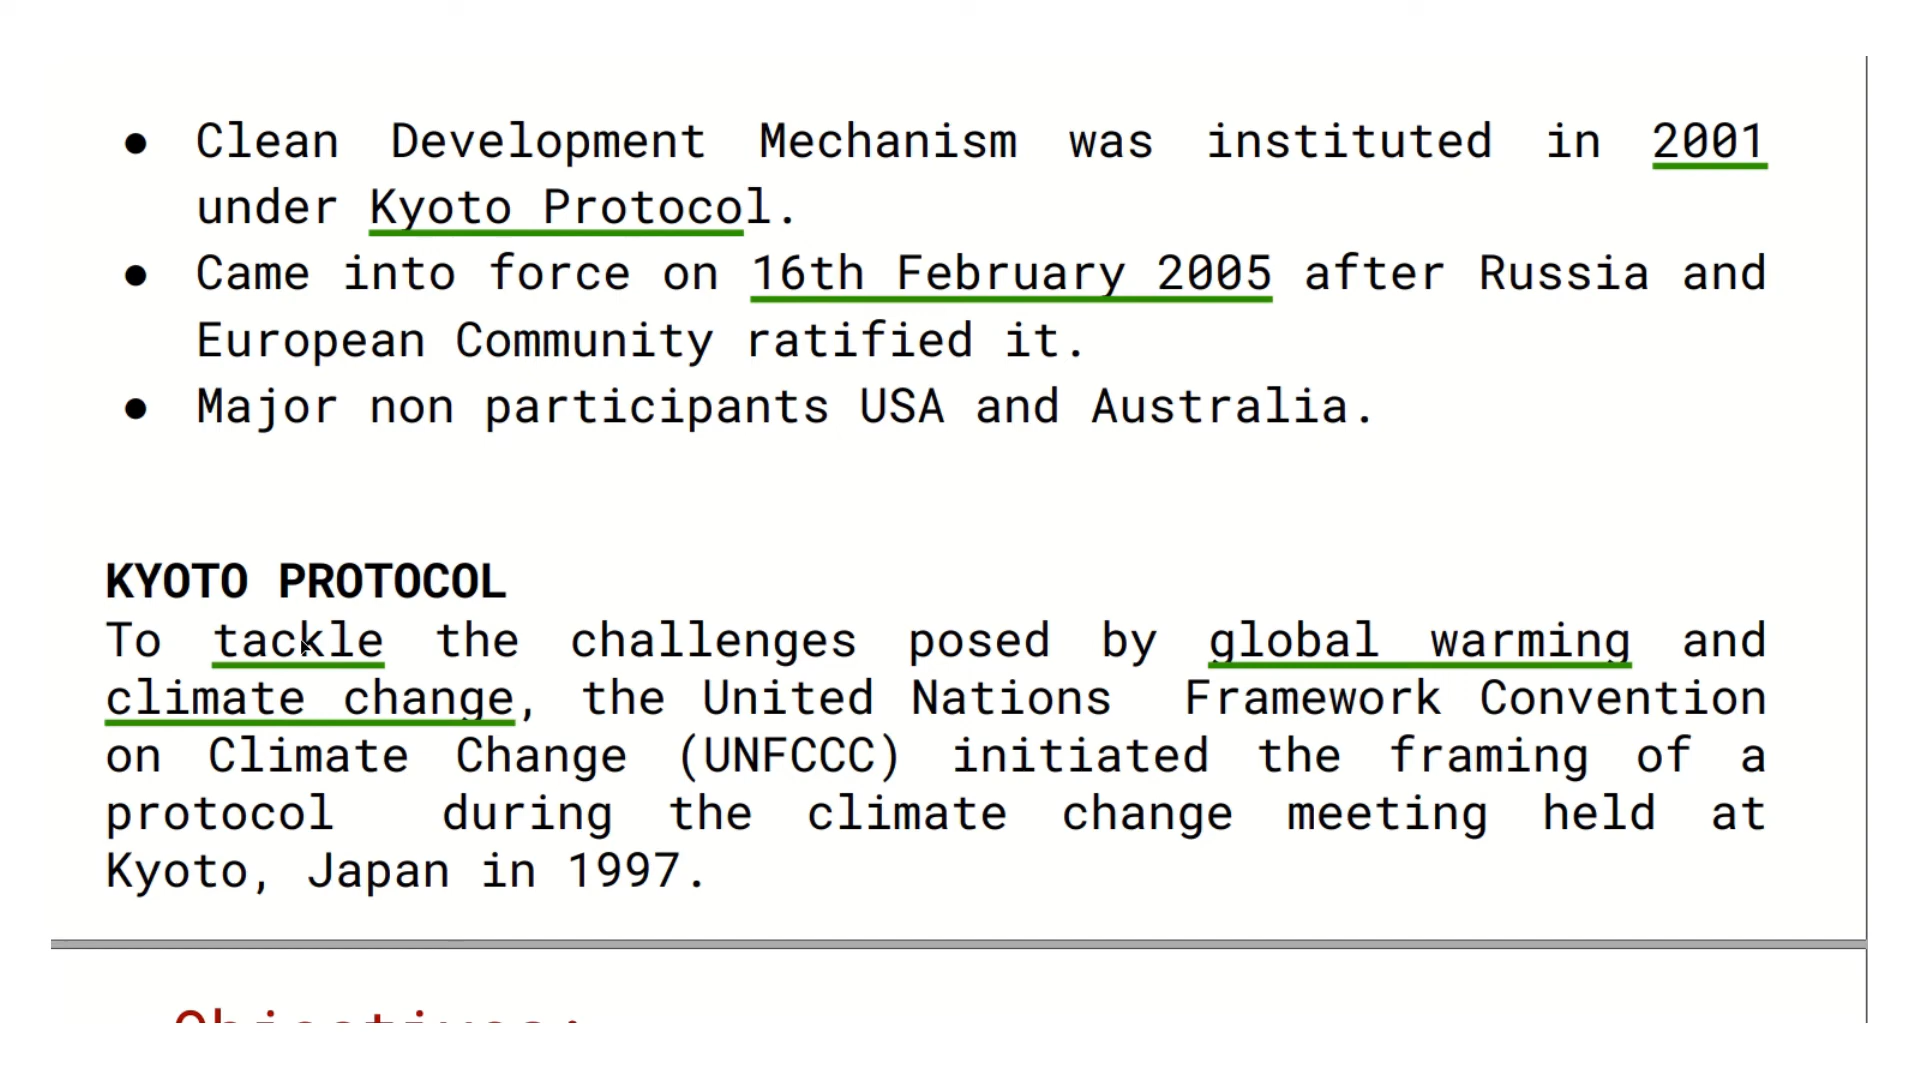 ● Clean Development Mechanism was instituted in 2001
under Kyoto Protocol.
● Came into force on 16th February 2005 after Russia and
European Community ratified it.
● Major non participants USA and Australia.
KYOTO PROTOCOL
To tackle the challenges posed by global warming and
climate change, the United Nations Framework Convention
on Climate Change (UNFCCC) initiated the framing of a
protocol during the climate change meeting held at
Kyoto, Japan in 1997.
Objectives: